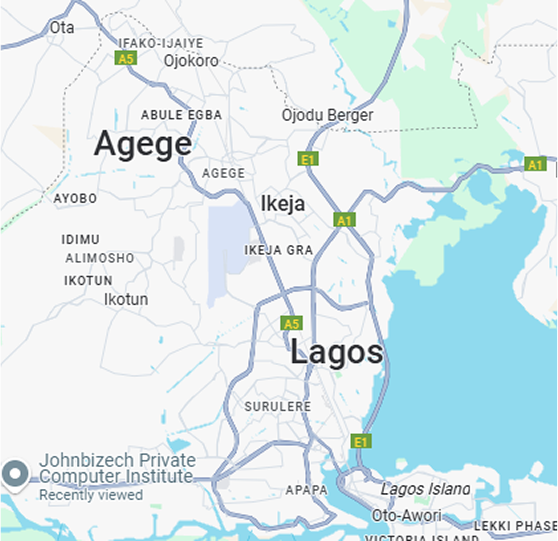 Ota
IFAKO-IJAIYE
A5
Ojokoro
ABULE EGBA
Ojodu Berger
Agege
E1
A1
AGEGE
AYOBO
Ikeja
A1
IDIMU
IKEJA GRA
ALIMOSHO
IKOTUN
Ikotun
A5
Lagos
SURULERE
E1
Johnbizech Private
Computer Institute
Recently viewed
APAPA
Lagos Island
Oto-Awori
LEKKI PHASE
VICTORIA ISLAND